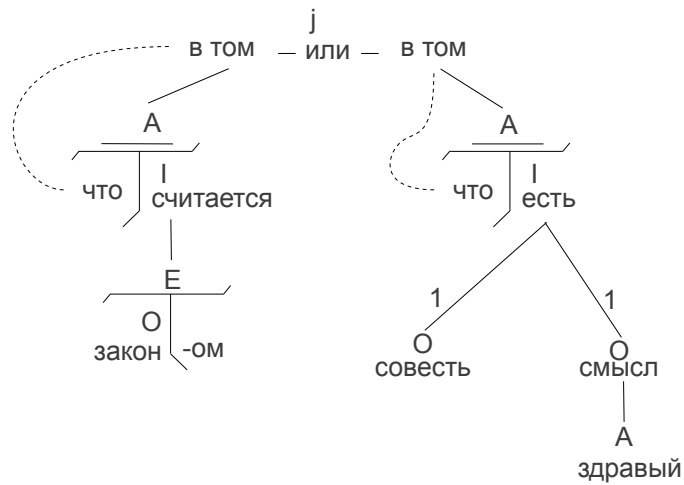 j
в том — или — в том
А А
что I что I
считается есть
Е
1 1
О
закон -ом
О О
совесть смысл
А
здравый